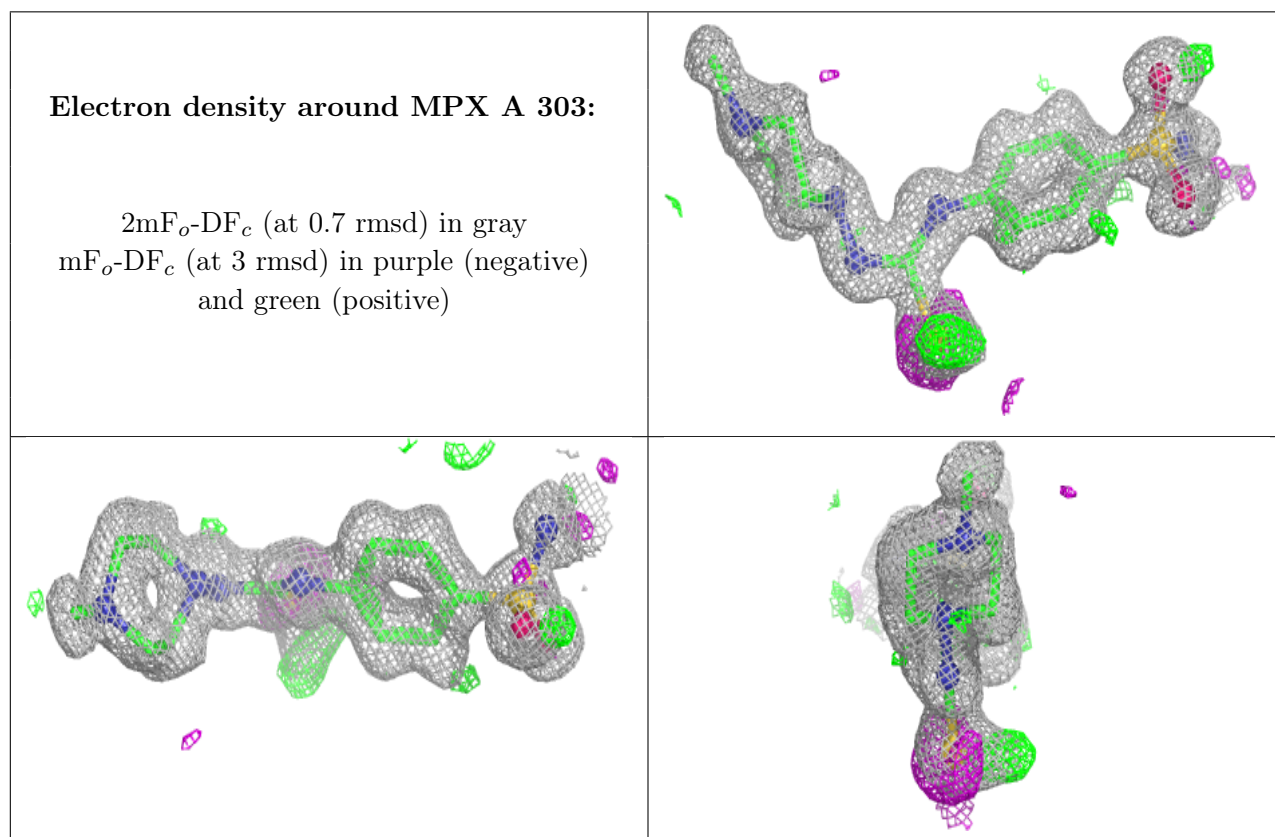 Electron density around MPX A 303:
2mFₒ-DF𝒸 (at 0.7 rmsd) in gray
mFₒ-DF𝒸 (at 3 rmsd) in purple (negative)
and green (positive)